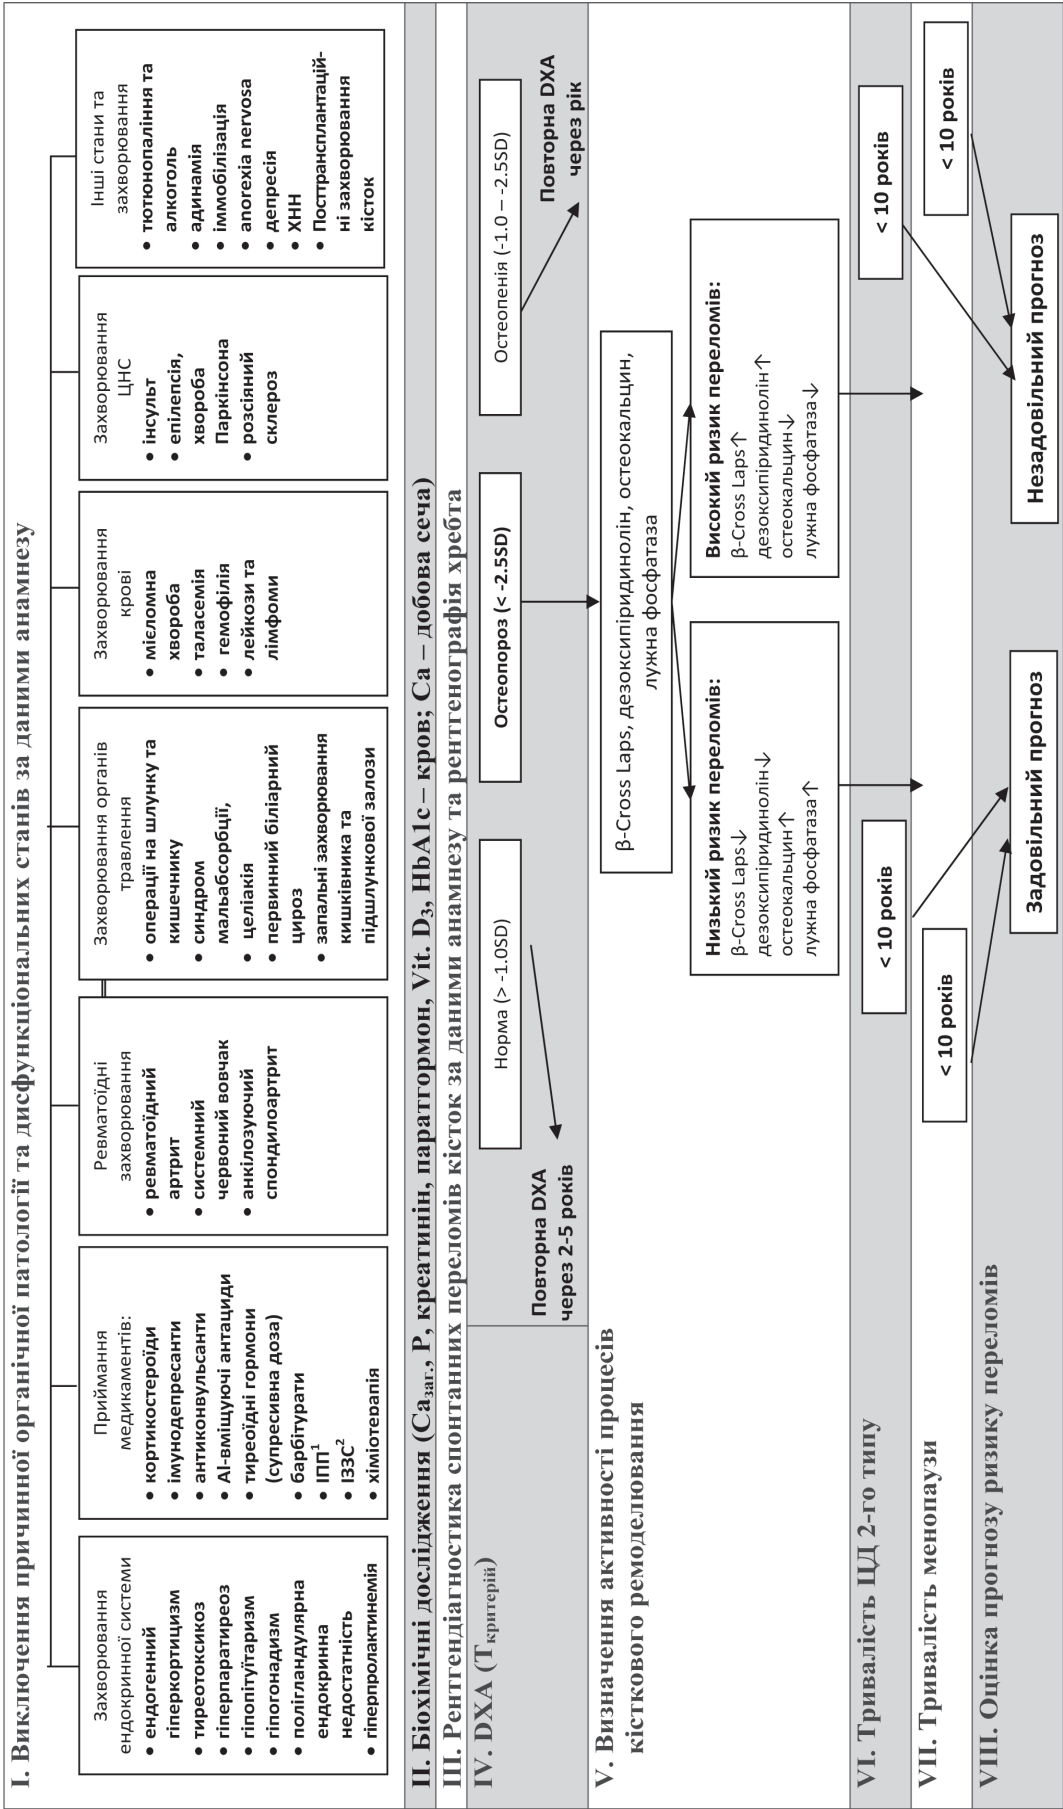 І. Виключення причинної органічної патології та дисфункціональних станів за даними анамнезу
Захворювання
ендокринної системи
• ендогенний
гіперкортицизм
• тиреотоксикоз
• гіперпаратиреоз
• гіпопітуїтаризм
• гіпогонадизм
• полігландулярна
ендокринна
недостатність
• гіперпролактинемія
Приймання
медикаментів:
• кортикостероїди
• імунодепресанти
• антиконвульсанти
• АІ-вміщуючі антациди
• тиреоїдні гормони
(супресивна доза)
• барбітурати
• ІПП1
• ІЗЗС2
• хіміотерапія
Ревматоїдні
захворювання
• ревматоїдний
артрит
• системний
червоний вовчак
• анкілозуючий
спондилоартрит
Захворювання органів
травлення
• операції на шлунку та
кишечнику
• синдром
мальабсорбції,
• целіакія
• первинний біліарний
цироз
• запальні захворювання
кишківника та
підшлункової залози
Захворювання
крові
• мієломна
хвороба
• таласемія
• гемофілія
• лейкози та
лімфоми
Захворювання
ЦНС
• інсульт
• епілепсія,
хвороба
Паркінсона
• розсіяний
склероз
Інші стани та
захворювання
• тютюнопаління та
алкоголь
• адинамія
• іммобілізація
• anorexia nervosa
• депресія
• ХНН
• Посттрансплантацій-
ні захворювання
кісток
ІІ. Біохімічні дослідження (Са заг., Р, креатинін, паратгормон, Vit. D3, HbA1c – кров; Са – добова сеча)
ІІІ. Рентгендіагностика спонтанних переломів кісток за даними анамнезу та рентгенографія хребта
IV. DXA (Т критерій)
Норма (> -1.0SD)
Остеопороз (< -2.5SD)
Остеопенія (-1.0 – -2.5SD)
Повторна DXA
через 2-5 років
Повторна DXA
через рік
V. Визначення активності процесів
кісткового ремоделювання
β-Cross Laps, дезоксипіридинолін, остеокальцин,
лужна фосфатаза
Низький ризик переломів:
β-Cross Laps↓
дезоксипіридинолін↓
остеокальцин↑
лужна фосфатаза↑
Високий ризик переломів:
β-Cross Laps↑
дезоксипіридинолін↑
остеокальцин↓
лужна фосфатаза↓
VI. Тривалість ЦД 2-го типу
< 10 років
< 10 років
VII. Тривалість менопаузи
< 10 років
< 10 років
VIII. Оцінка прогнозу ризику переломів
Задовільний прогноз
Незадовільний прогноз